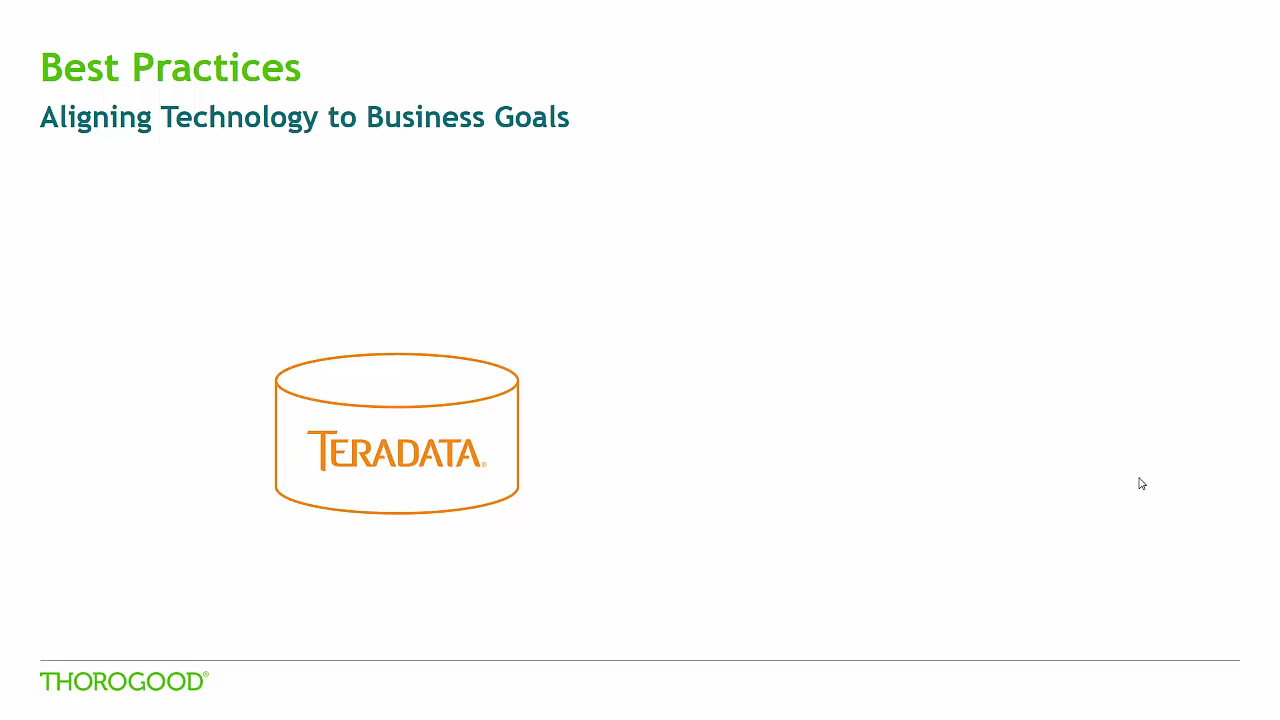 Best Practices
Aligning Technology to Business Goals
TERADATA®
THOROGOOD®